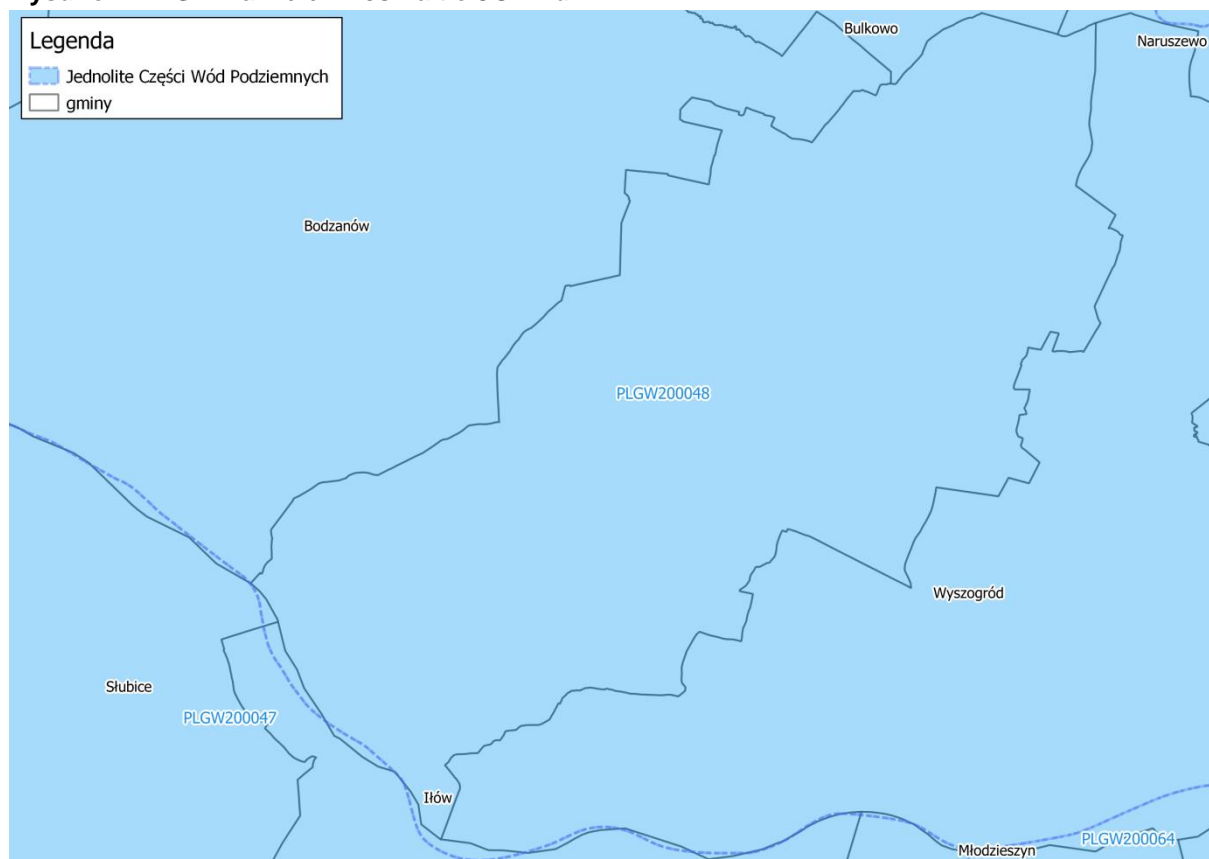 Legenda
Jednolite Części Wód Podziemnych
gminy
Bulkowo
Naruszewo
Bodzanów
PLGW200048
Wyszogród
Słubice
PLGW200047
Iłów
PLGW200064
Młodzieszyn